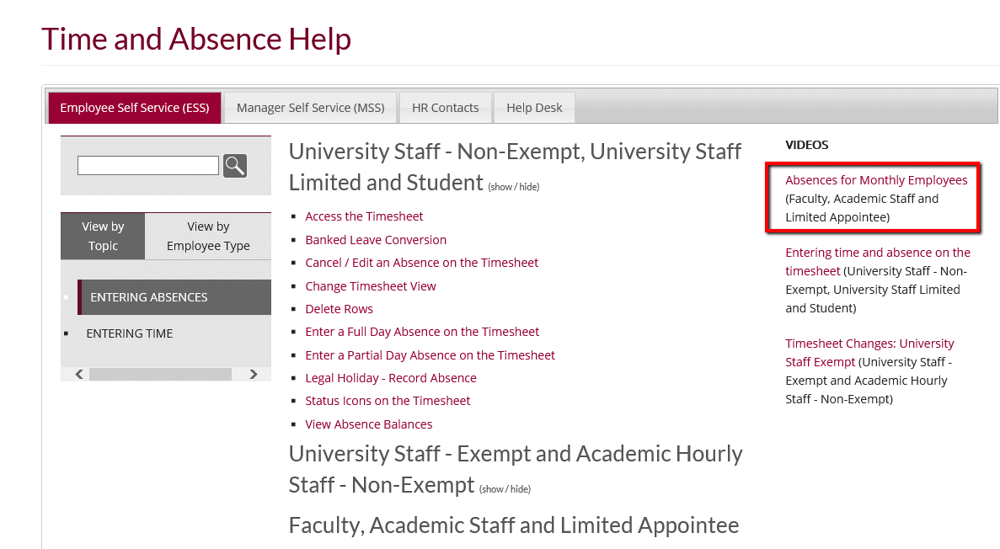 Time and Absence Help
Employee Self Service (ESS)
Manager Self Service (MSS)
HR Contacts
Help Desk
View by
Topic
View by
Employee Type
ENTERING ABSENCES
ENTERING TIME
University Staff - Non-Exempt, University Staff
Limited and Student (show / hide)
Access the Timesheet
Banked Leave Conversion
Cancel / Edit an Absence on the Timesheet
Change Timesheet View
Delete Rows
Enter a Full Day Absence on the Timesheet
Enter a Partial Day Absence on the Timesheet
Legal Holiday - Record Absence
Status Icons on the Timesheet
View Absence Balances
University Staff - Exempt and Academic Hourly
Staff - Non-Exempt (show / hide)
Faculty, Academic Staff and Limited Appointee
VIDEOS
Absences for Monthly Employees
(Faculty, Academic Staff and
Limited Appointee)
Entering time and absence on the
timesheet (University Staff - Non-
Exempt, University Staff Limited
and Student)
Timesheet Changes: University
Staff Exempt (University Staff -
Exempt and Academic Hourly
Staff - Non-Exempt)